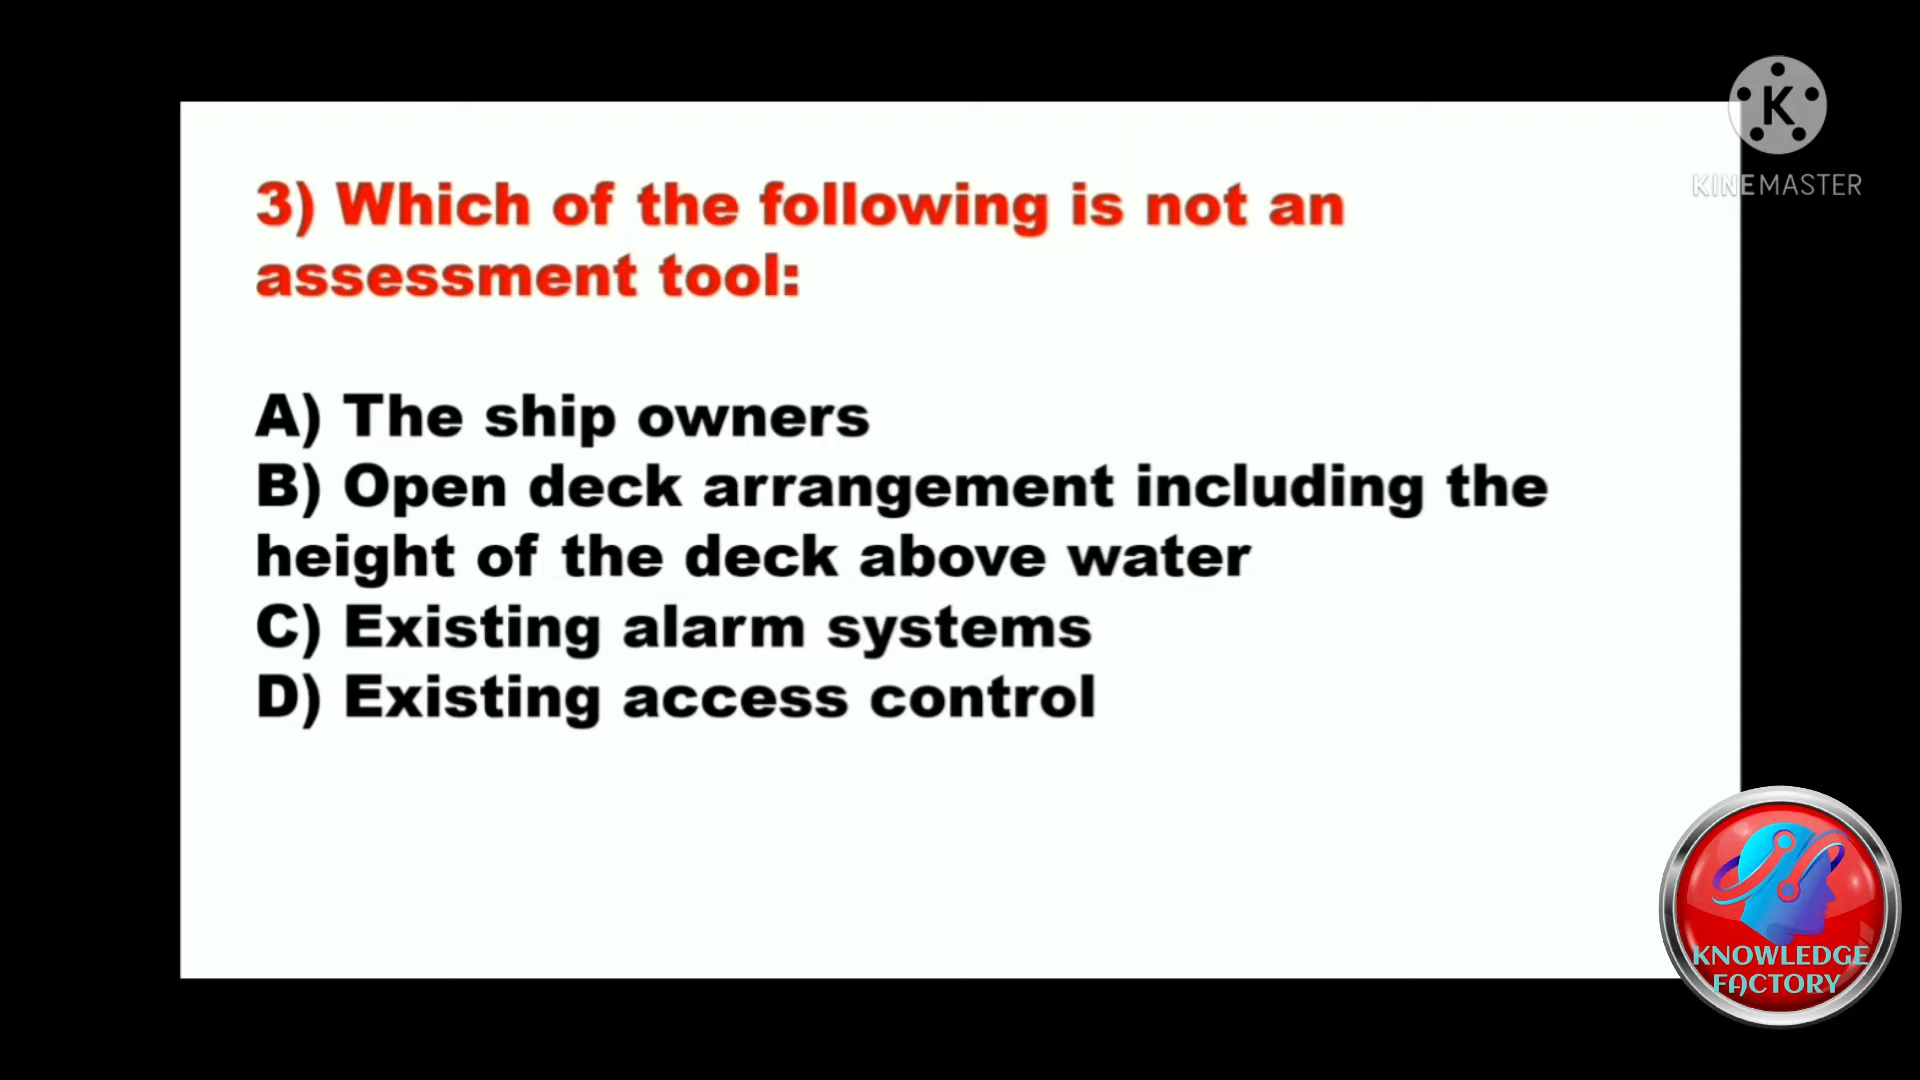 K
KINEMASTER
3) Which of the following is not an
assessment tool:
A) The ship owners
B) Open deck arrangement including the
height of the deck above water
C) Existing alarm systems
D) Existing access control
KNOWLEDGE
FACTORY